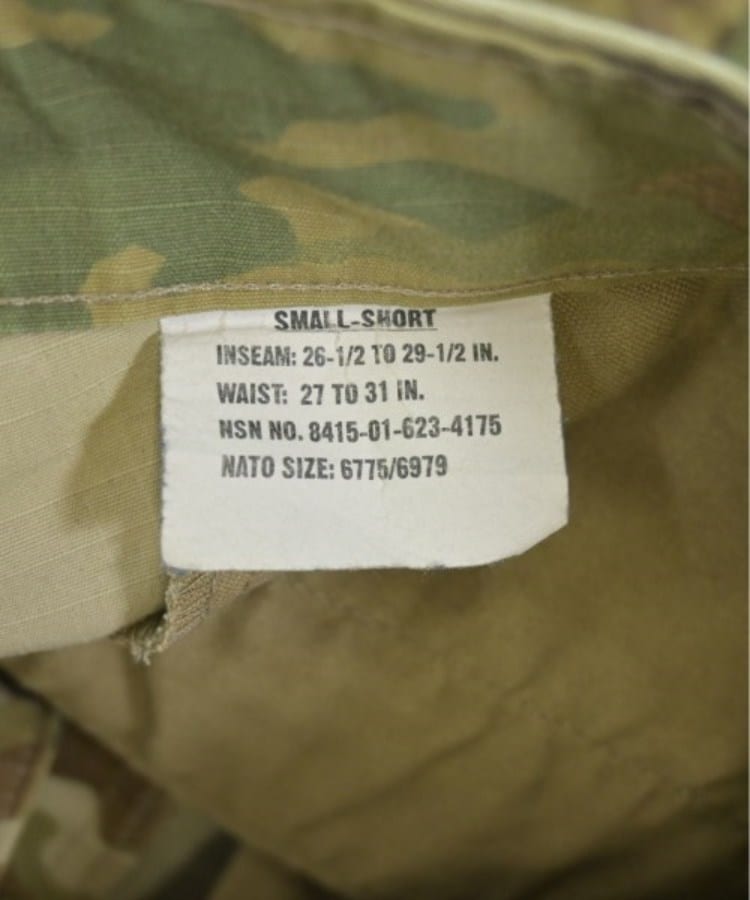 SMALL-SHORT
INSEAM: 26-1/2 TO 29-1/2 IN.
WAIST: 27 TO 31 IN.
NSN NO. 8415-01-623-4175
NATO SIZE: 6775/6979